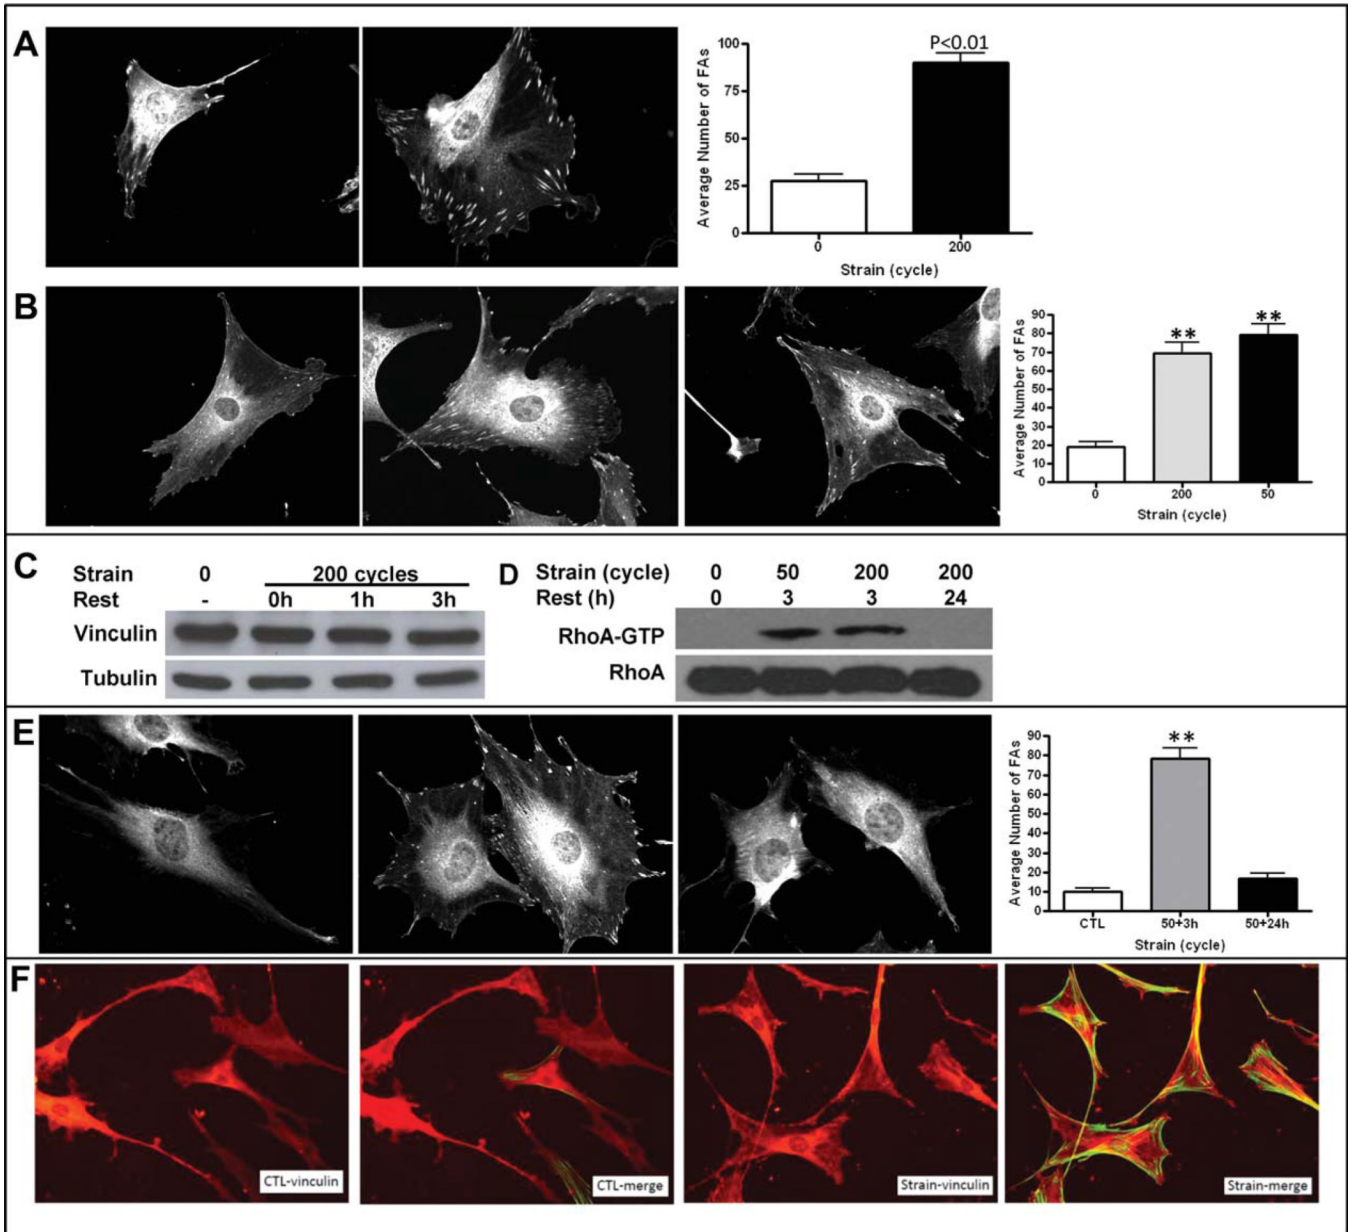 A
Average Number of FAs
100
75
50
25
0
P<0.01
0 200
Strain (cycle)
B
Average Number of FAs
90
80
70
60
50
40
30
20
10
0
** **
0 200 50
Strain (cycle)
C
Strain 0 200 cycles
Rest - 0h 1h 3h
Vinculin
Tubulin
D
Strain (cycle) 0 50 200 200
Rest (h) 0 3 3 24
RhoA-GTP
RhoA
E
Average Number of FAs
90
80
70
60
50
40
30
20
10
0
**
CTL 50+3h 50+24h
Strain (cycle)
F
CTL-vinculin
CTL-merge
Strain-vinculin
Strain-merge